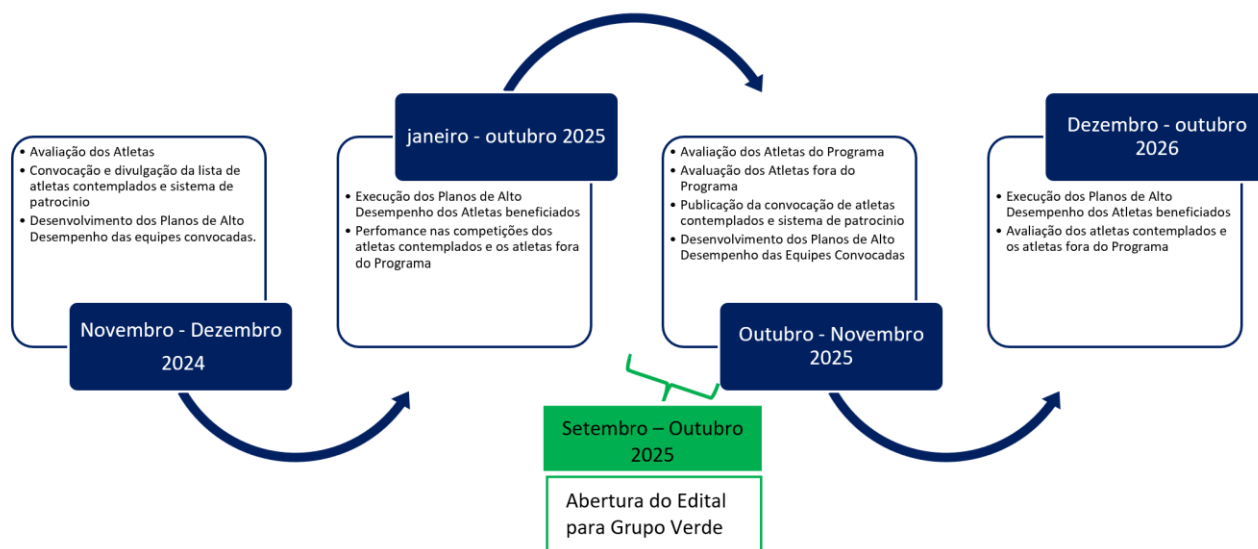 • Avaliação dos Atletas
• Convocação e divulgação da lista de
atletas contemplados e sistema de
patrocinio
• Desenvolvimento dos Planos de Alto
Desempenho das equipes convocadas.
Novembro - Dezembro
2024
janeiro - outubro 2025
• Execução dos Planos de Alto
Desempenho dos Atletas beneficiados
• Perfomance nas competições dos
atletas contemplados e os atletas fora
do Programa
• Avaliação dos Atletas do Programa
• Avaluação dos Atletas fora do
Programa
• Publicação da convocação de atletas
contemplados e sistema de patrocinio
• Desenvolvimento dos Planos de Alto
Desempenho das Equipes Convocadas
Outubro - Novembro
2025
Setembro – Outubro
2025
Abertura do Edital
para Grupo Verde
Dezembro - outubro
2026
• Execução dos Planos de Alto
Desempenho dos Atletas beneficiados
• Avaliação dos atletas contemplados e
os atletas fora do Programa